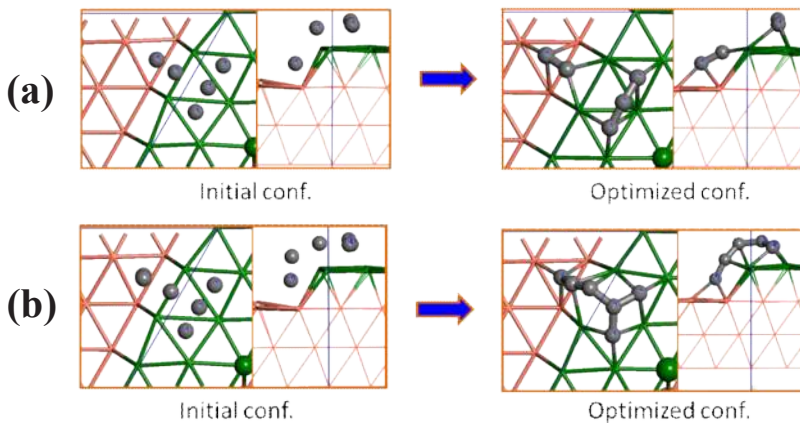 (a)
Initial conf.
Optimized conf.
(b)
Initial conf.
Optimized conf.